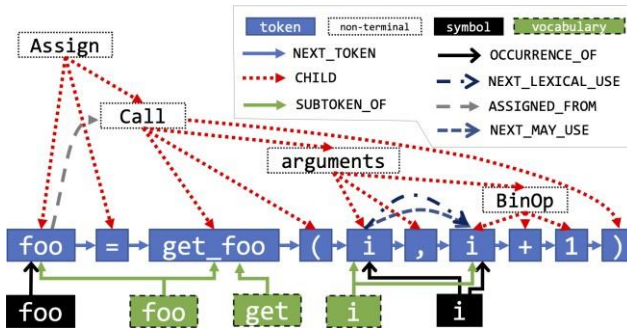 token non-terminal symbol vocabulary
NEXT_TOKEN OCCURRENCE_OF
CHILD NEXT_LEXICAL_USE
SUBTOKEN_OF ASSIGNED_FROM
NEXT_MAY_USE
Assign
Call
arguments
BinOp
foo = get_foo ( i , i + 1 )
foo foo get i i